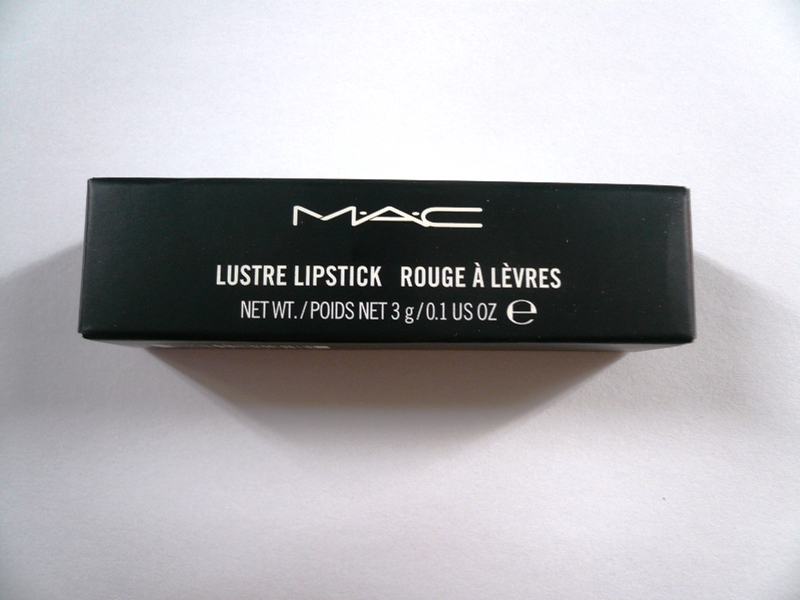 M·A·C
LUSTRE LIPSTICK ROUGE À LÈVRES
NET WT./POIDS NET 3 g/0.1 US OZ ℮